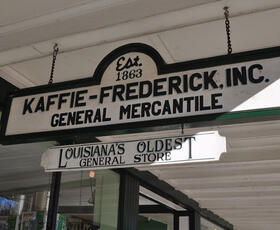 Est.
1863
KAFFIE-FREDERICK, INC.
GENERAL MERCANTILE
LOUISIANA'S OLDEST
GENERAL STORE